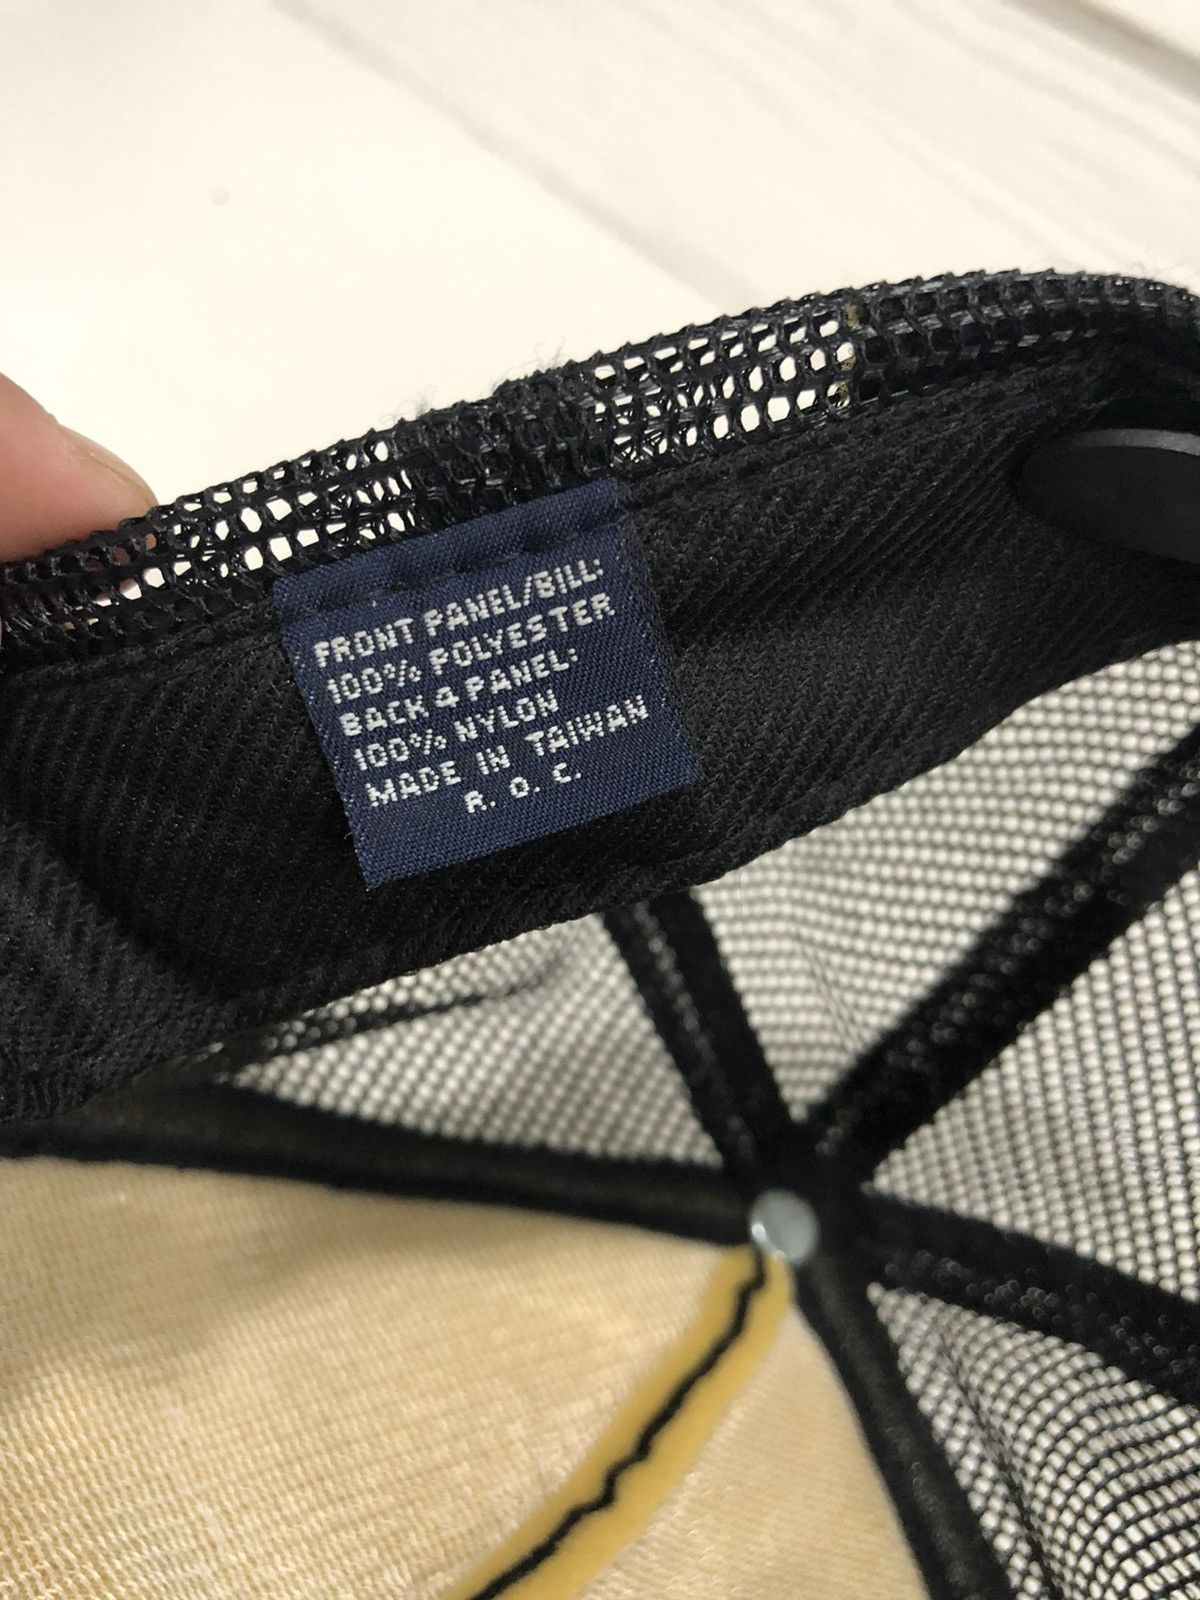 FRONT PANEL/BILL:
100% POLYESTER
BACK 4 PANEL:
100% NYLON
MADE IN TAIWAN
R. O. C.